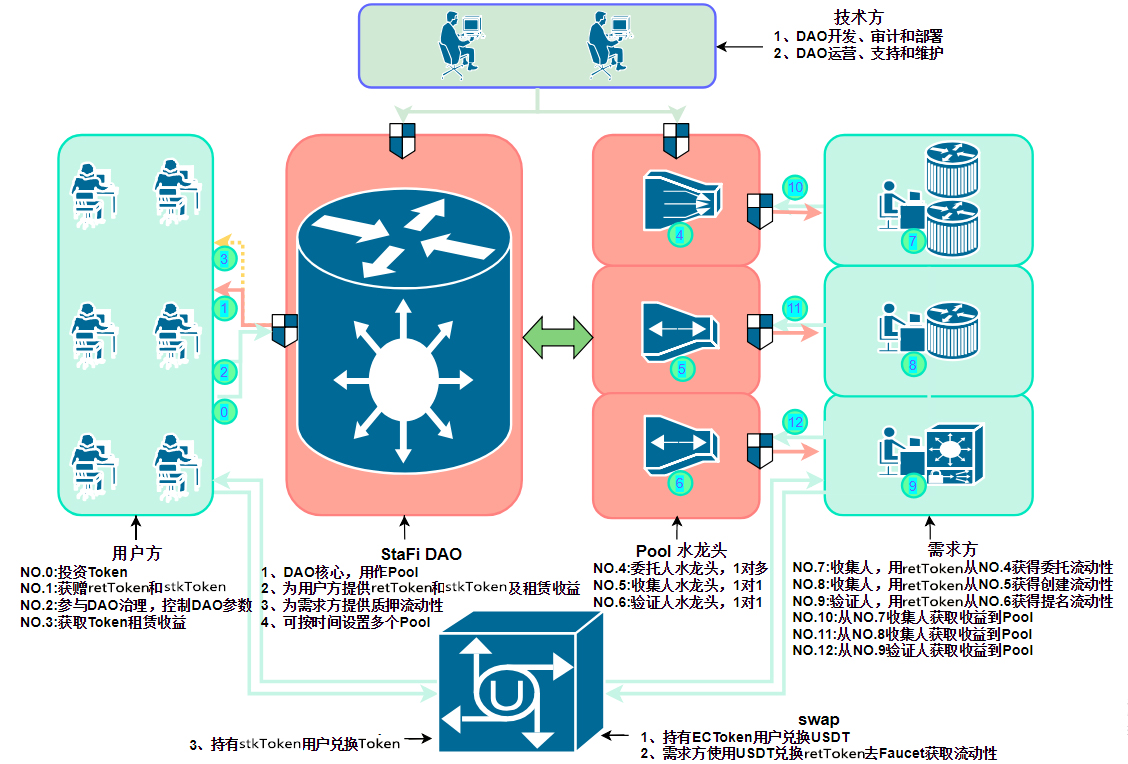 技术方
1、DAO开发、审计和部署
2、DAO运营、支持和维护
3
1
2
0
U
4
5
6
10
11
12
7
8
9
用户方
NO.0:投资Token
NO.1:获赠retToken和stkToken
NO.2:参与DAO治理，控制DAO参数
NO.3:获取Token租赁收益
StaFi DAO
1、DAO核心，用作Pool
2、为用户方提供retToken和stkToken及租赁收益
3、为需求方提供质押流动性
4、可按时间设置多个Pool
Pool 水龙头
NO.4:委托人水龙头，1对多
NO.5:收集人水龙头，1对1
NO.6:验证人水龙头，1对1
需求方
NO.7:收集人，用retToken从NO.4获得委托流动性
NO.8:收集人，用retToken从NO.5获得创建流动性
NO.9:验证人，用retToken从NO.6获得提名流动性
NO.10:从NO.7收集人获取收益到Pool
NO.11:从NO.8收集人获取收益到Pool
NO.12:从NO.9验证人获取收益到Pool
3、持有stkToken用户兑换Token
swap
1、持有ECToken用户兑换USDT
2、需求方使用USDT兑换retToken去Faucet获取流动性